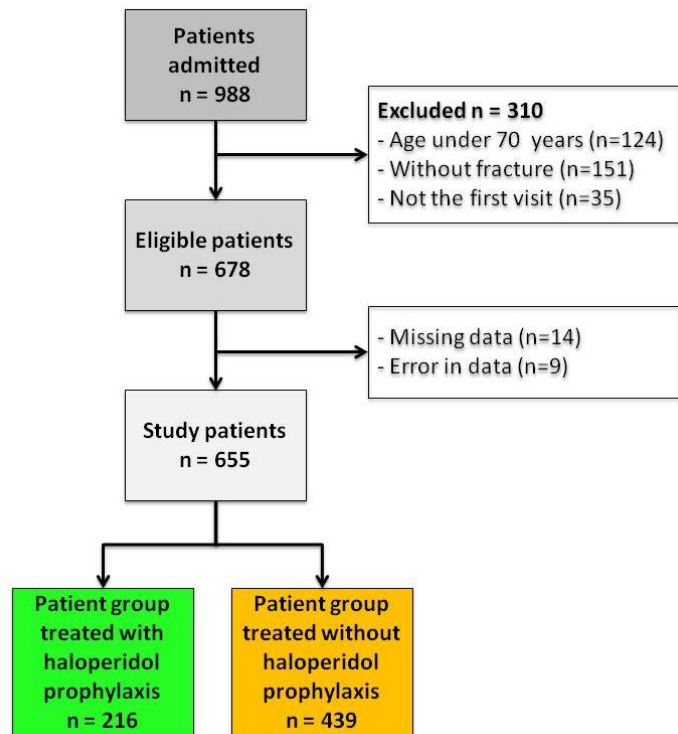 Patients
admitted
n = 988
Excluded n = 310
- Age under 70 years (n=124)
- Without fracture (n=151)
- Not the first visit (n=35)
Eligible patients
n = 678
- Missing data (n=14)
- Error in data (n=9)
Study patients
n = 655
Patient group
treated with
haloperidol
prophylaxis
n = 216
Patient group
treated without
haloperidol
prophylaxis
n = 439